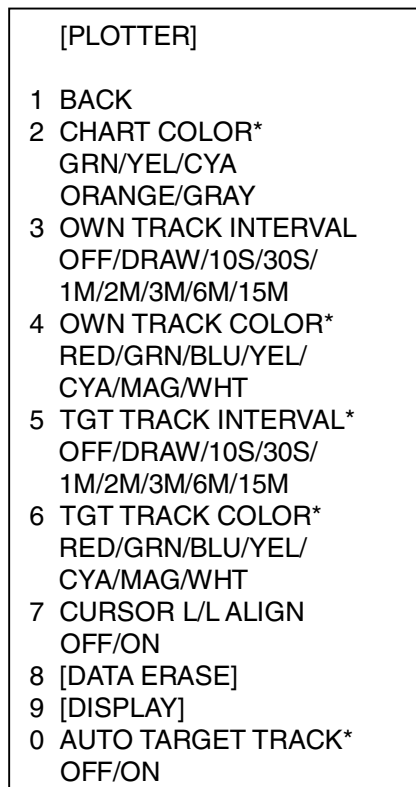 [PLOTTER]
1 BACK
2 CHART COLOR*
GRN/YEL/CYA
ORANGE/GRAY
3 OWN TRACK INTERVAL
OFF/DRAW/10S/30S/
1M/2M/3M/6M/15M
4 OWN TRACK COLOR*
RED/GRN/BLU/YEL/
CYA/MAG/WHT
5 TGT TRACK INTERVAL*
OFF/DRAW/10S/30S/
1M/2M/3M/6M/15M
6 TGT TRACK COLOR*
RED/GRN/BLU/YEL/
CYA/MAG/WHT
7 CURSOR L/L ALIGN
OFF/ON
8 [DATA ERASE]
9 [DISPLAY]
0 AUTO TARGET TRACK*
OFF/ON